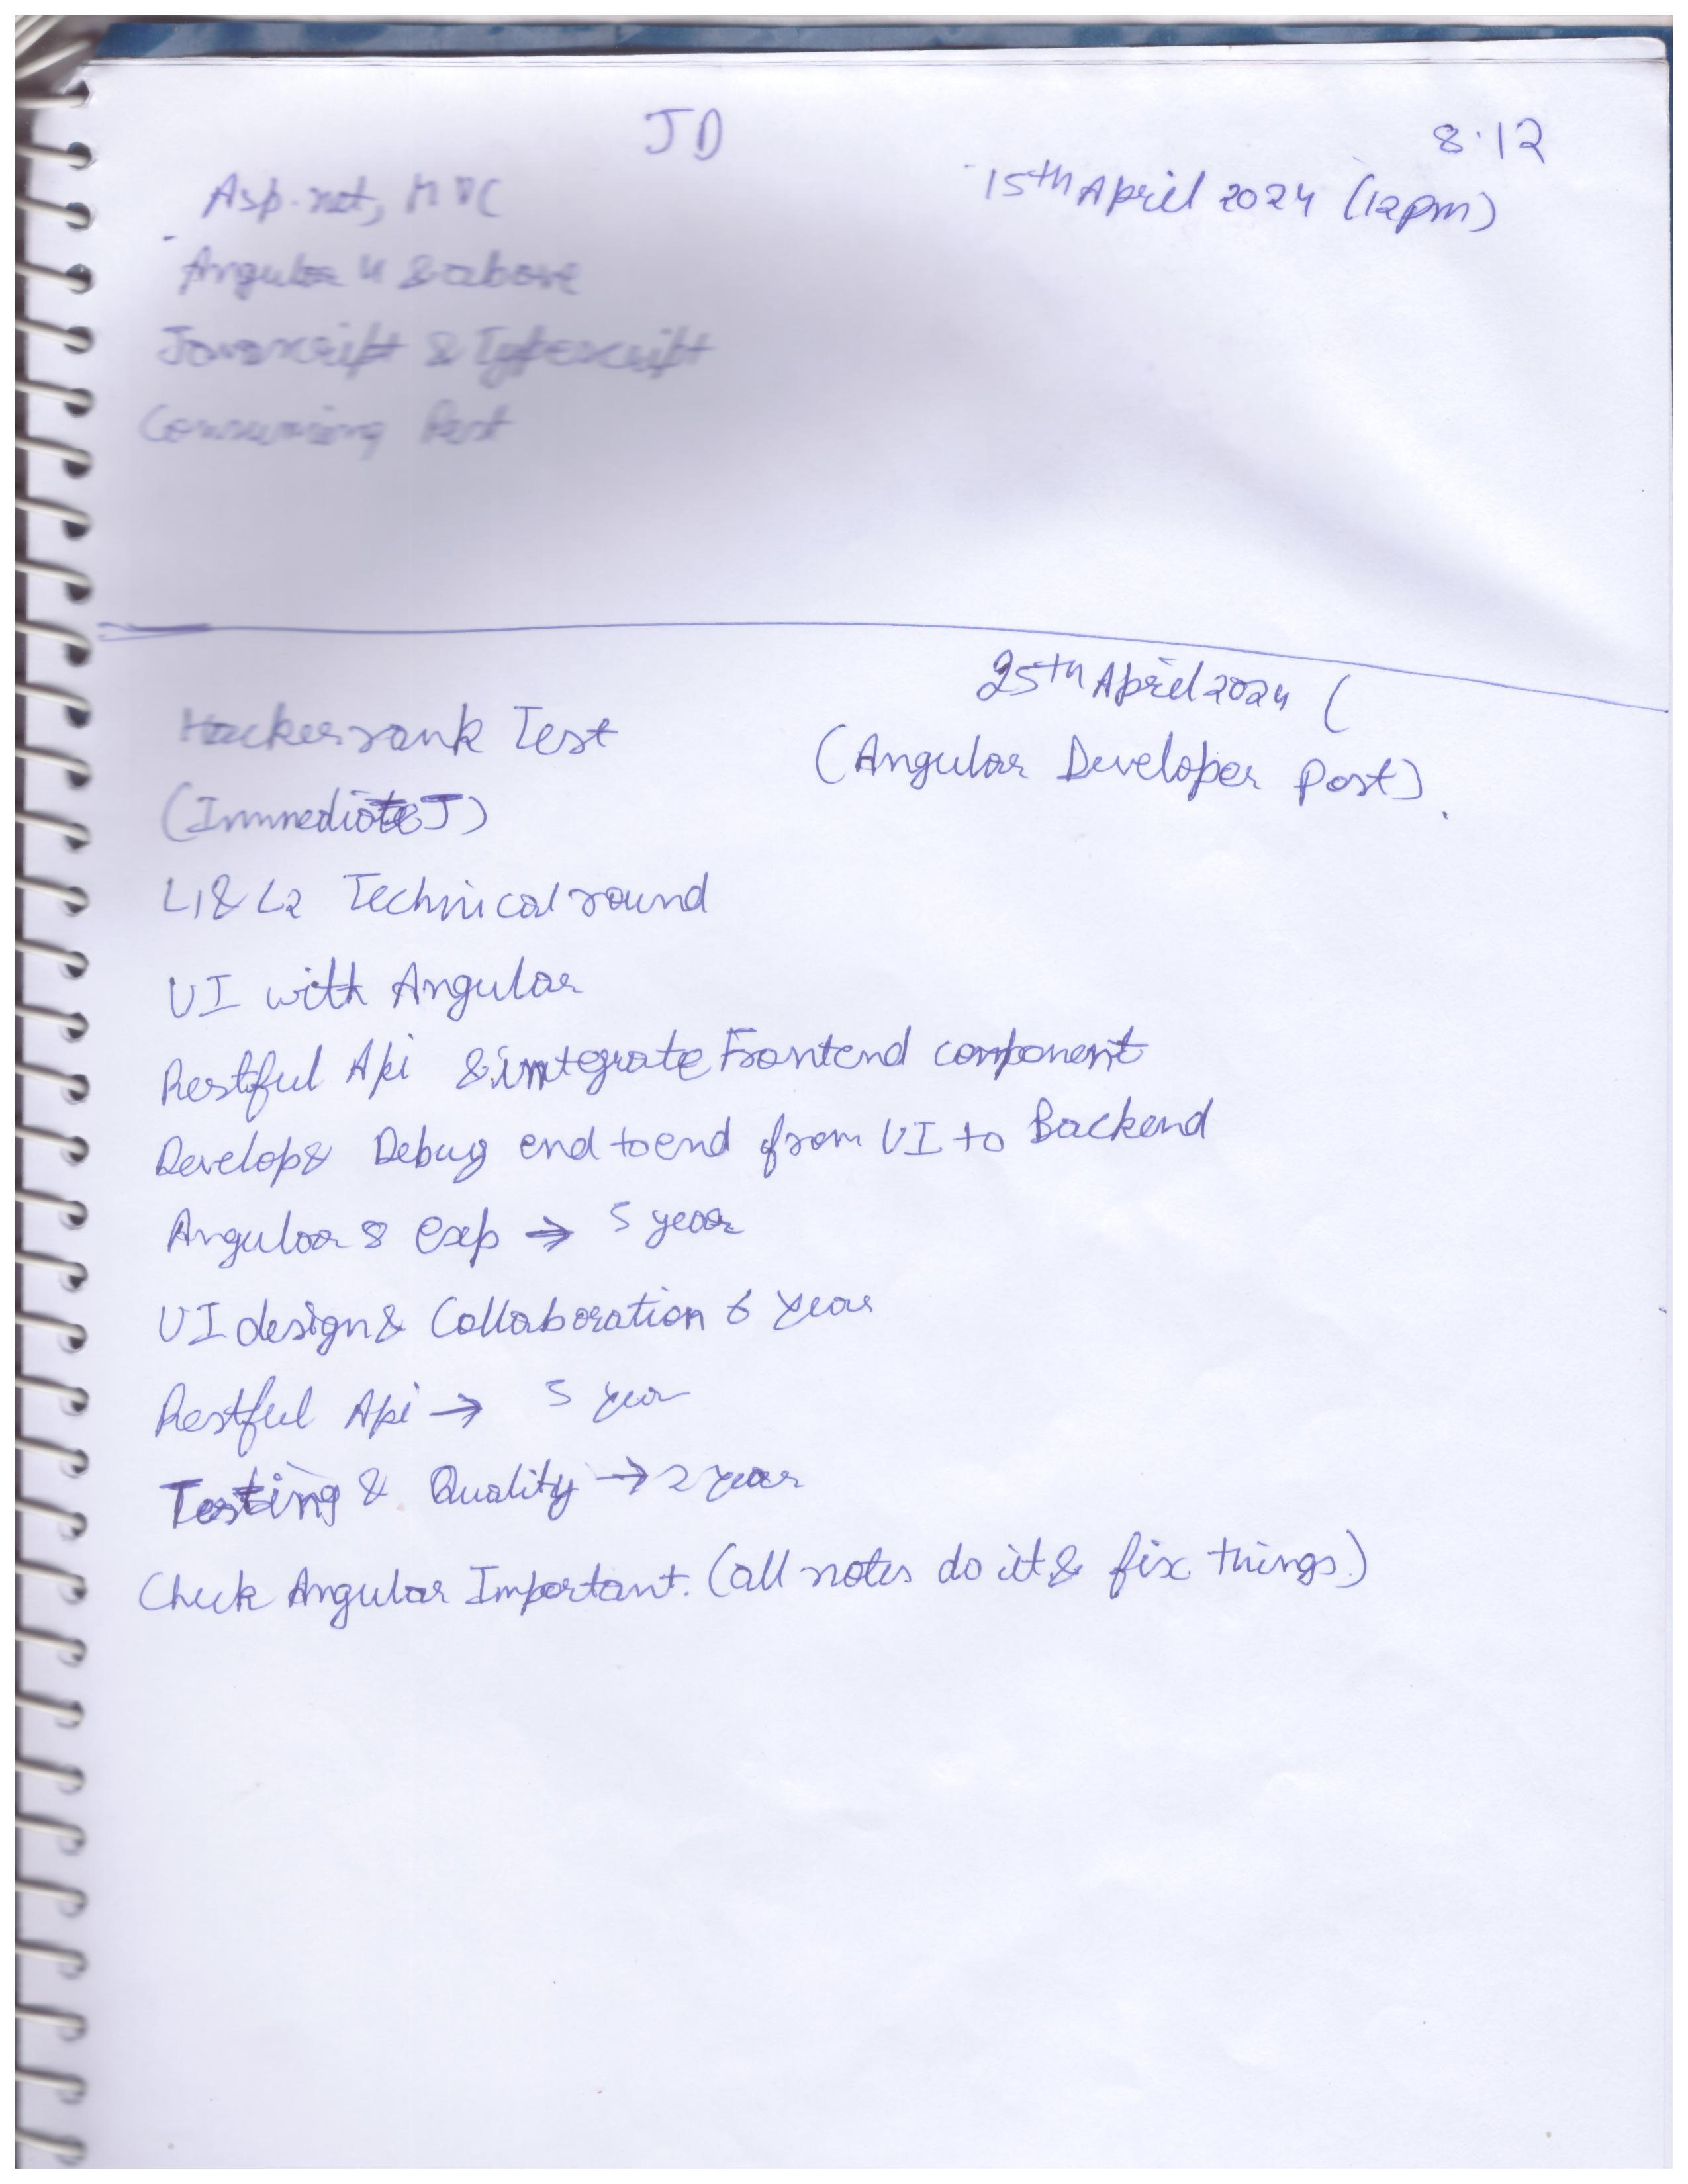 JD
8.12
15th April 2024 (12pm)
Asp.net, MVC
Angular 4 & above
Javascript & Typescript
Consuming Rest
25th April 2024 (
Hackerrank Test
(Angular Developer Post).
(Immediate J)
L1 & L2 Technical round
UI with Angular
Restful Api & integrate Frontend component
Develop & Debug end to end from UI to Backend
Angular 8 exp → 5 year
UI design & Collaboration 6 year
Restful Api → 5 year
Testing & Quality → 2 year
Check Angular Important. (all notes do it & fix things.)